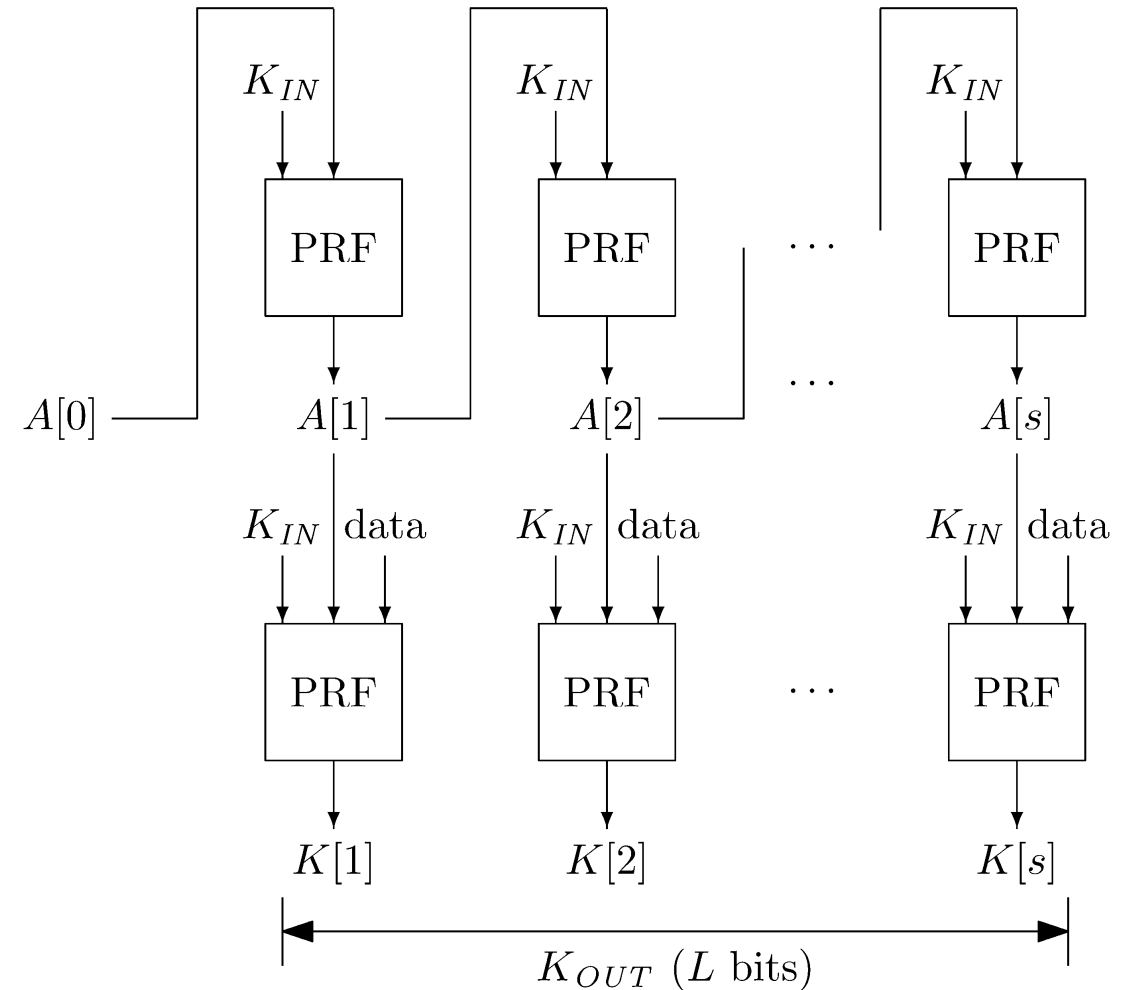 K_IN K_IN K_IN
PRF PRF ... PRF
...
A[0] A[1] A[2] A[s]
K_IN data K_IN data K_IN data
PRF PRF ... PRF
K[1] K[2] K[s]
K_OUT (L bits)